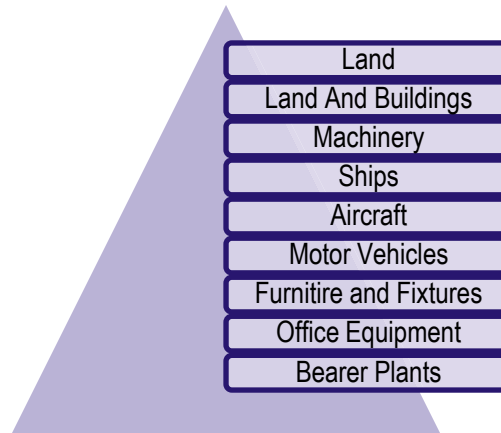 Land
Land And Buildings
Machinery
Ships
Aircraft
Motor Vehicles
Furnitire and Fixtures
Office Equipment
Bearer Plants